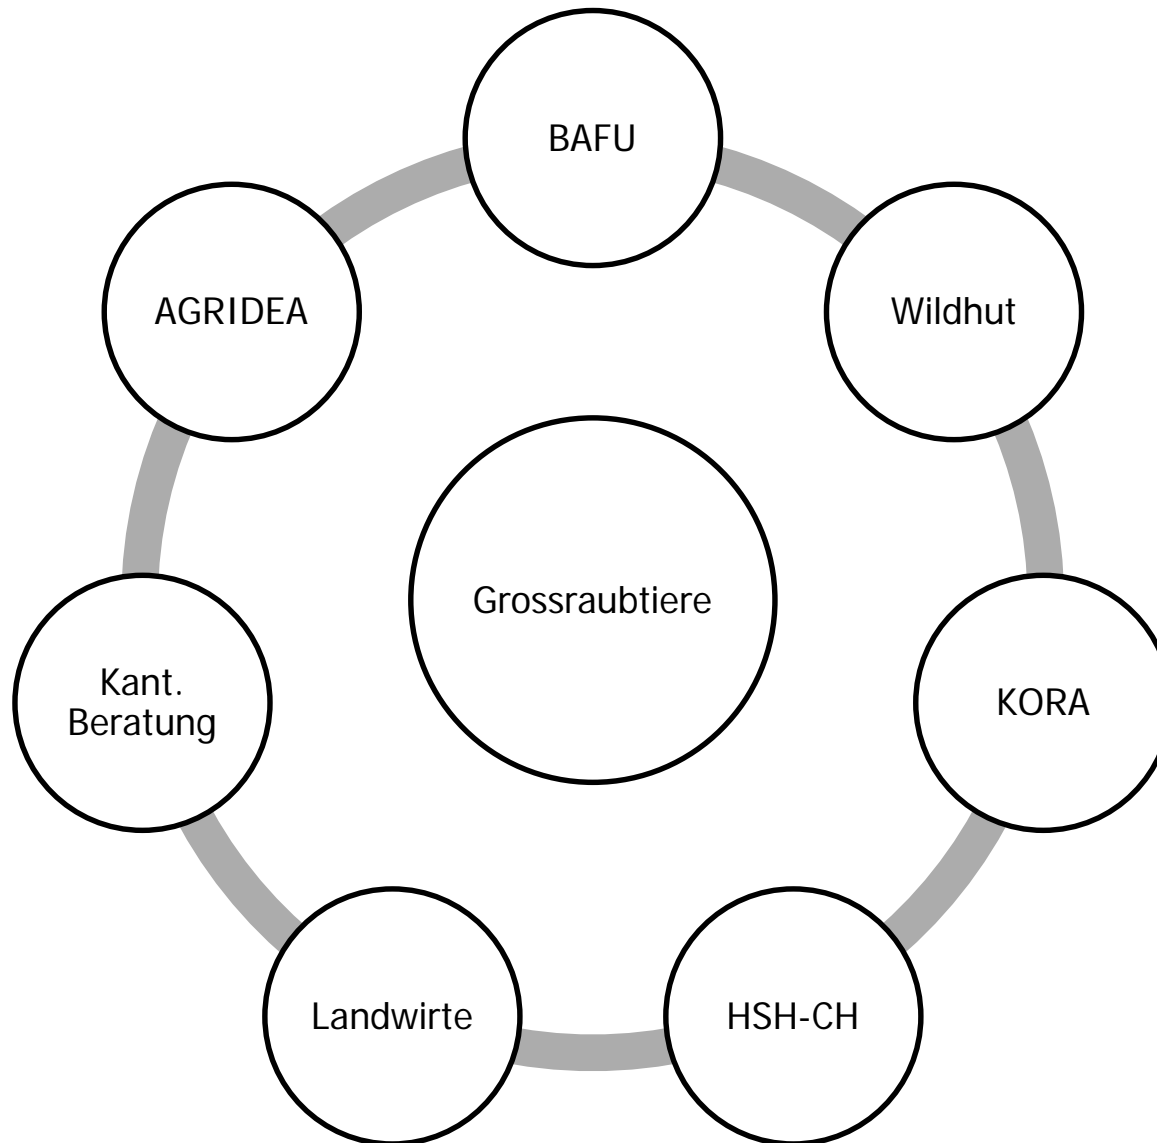 BAFU
AGRIDEA
Wildhut
Grossraubtiere
Kant.
Beratung
KORA
Landwirte
HSH-CH